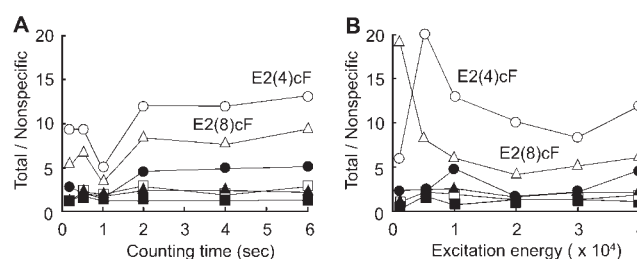 A
20
15
10
5
0
Total / Nonspecific
E2(4)cF
E2(8)cF
0 1 2 3 4 5 6
Counting time (sec)
B
20
15
10
5
0
Total / Nonspecific
E2(4)cF
E2(8)cF
0 1 2 3
Excitation energy ( x 10⁴)